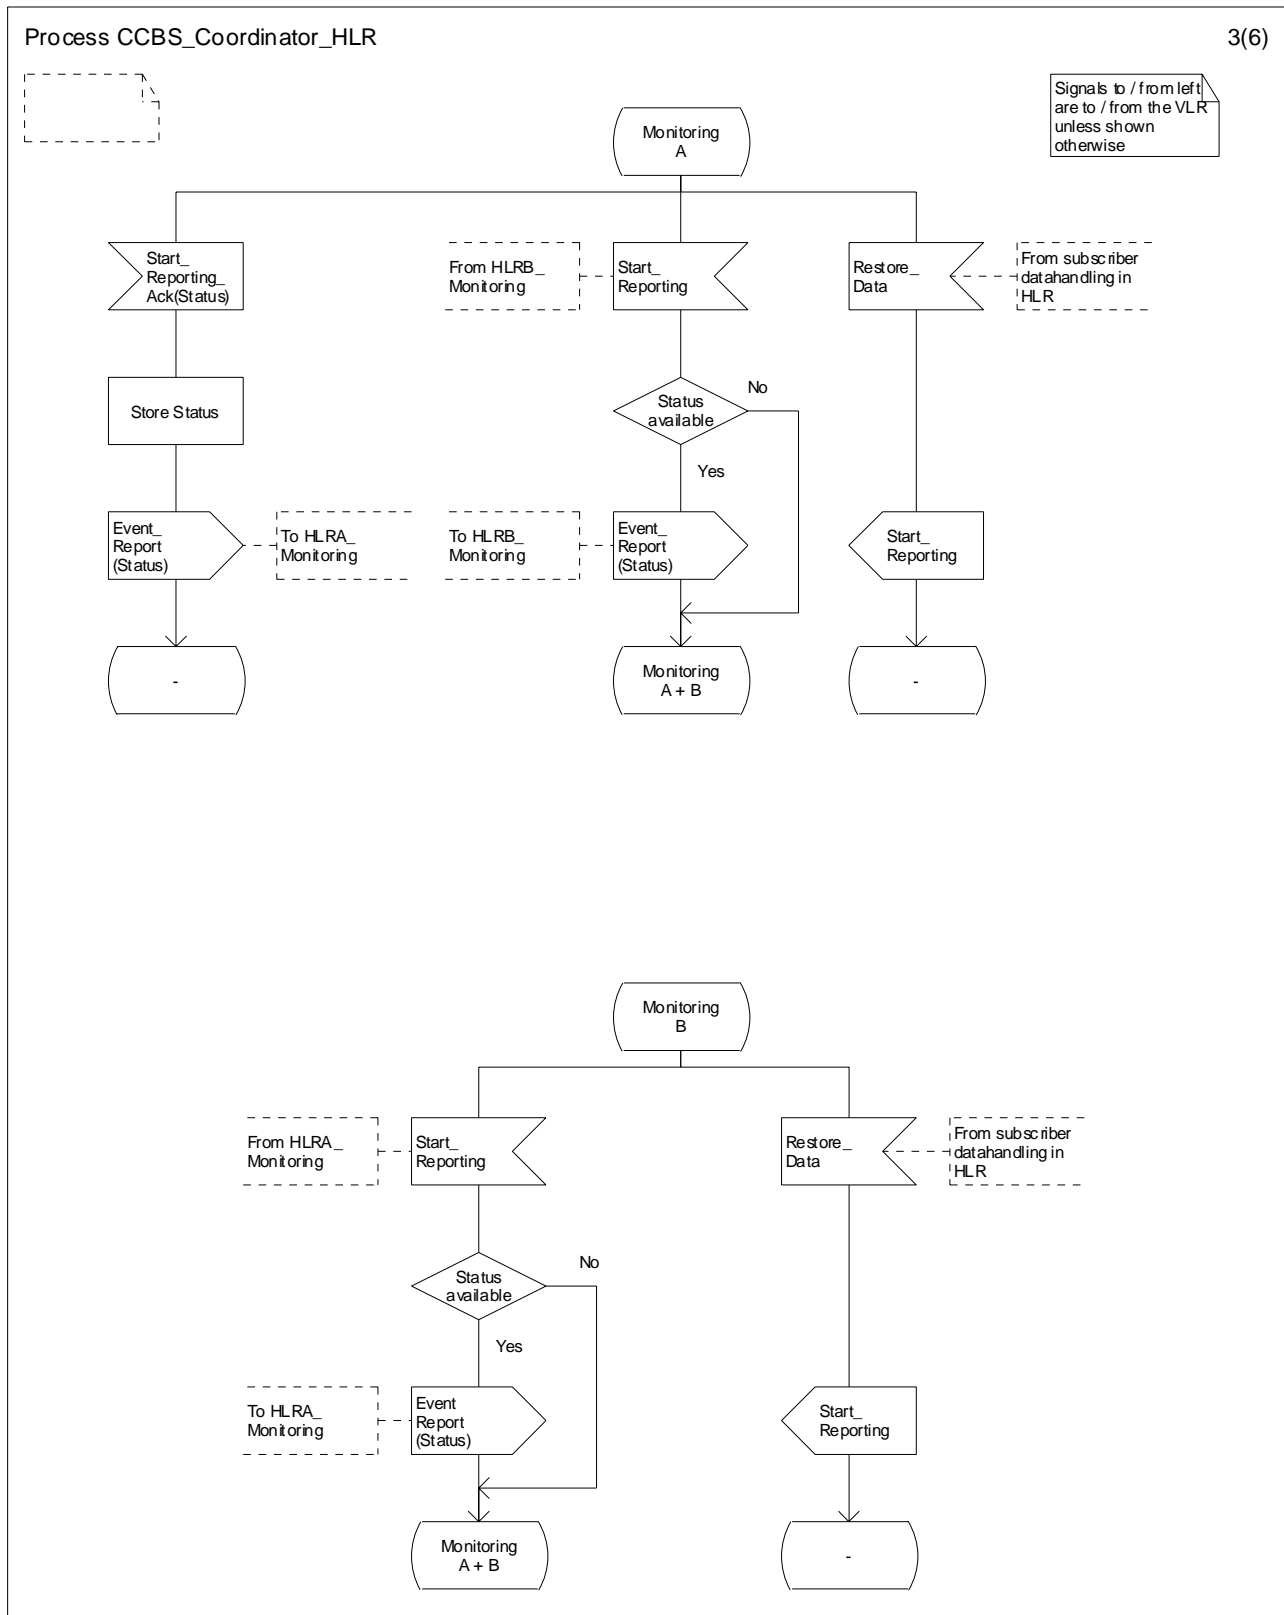 Process CCBS_Coordinator_HLR
3(6)
Signals to / from left
are to / from the VLR
unless shown
otherwise
Monitoring
A
Start_
Reporting_
Ack(Status)
From HLRB_
Monitoring
Start_
Reporting
Restore_
Data
From subscriber
datahandling in
HLR
Store Status
Status
available
No
Yes
Event_
Report
(Status)
To HLRA_
Monitoring
To HLRB_
Monitoring
Event_
Report
(Status)
Start_
Reporting
-
Monitoring
A + B
-
Monitoring
B
From HLRA_
Monitoring
Start_
Reporting
Restore_
Data
From subscriber
datahandling in
HLR
Status
available
No
Yes
To HLRA_
Monitoring
Event
Report
(Status)
Start_
Reporting
Monitoring
A + B
-